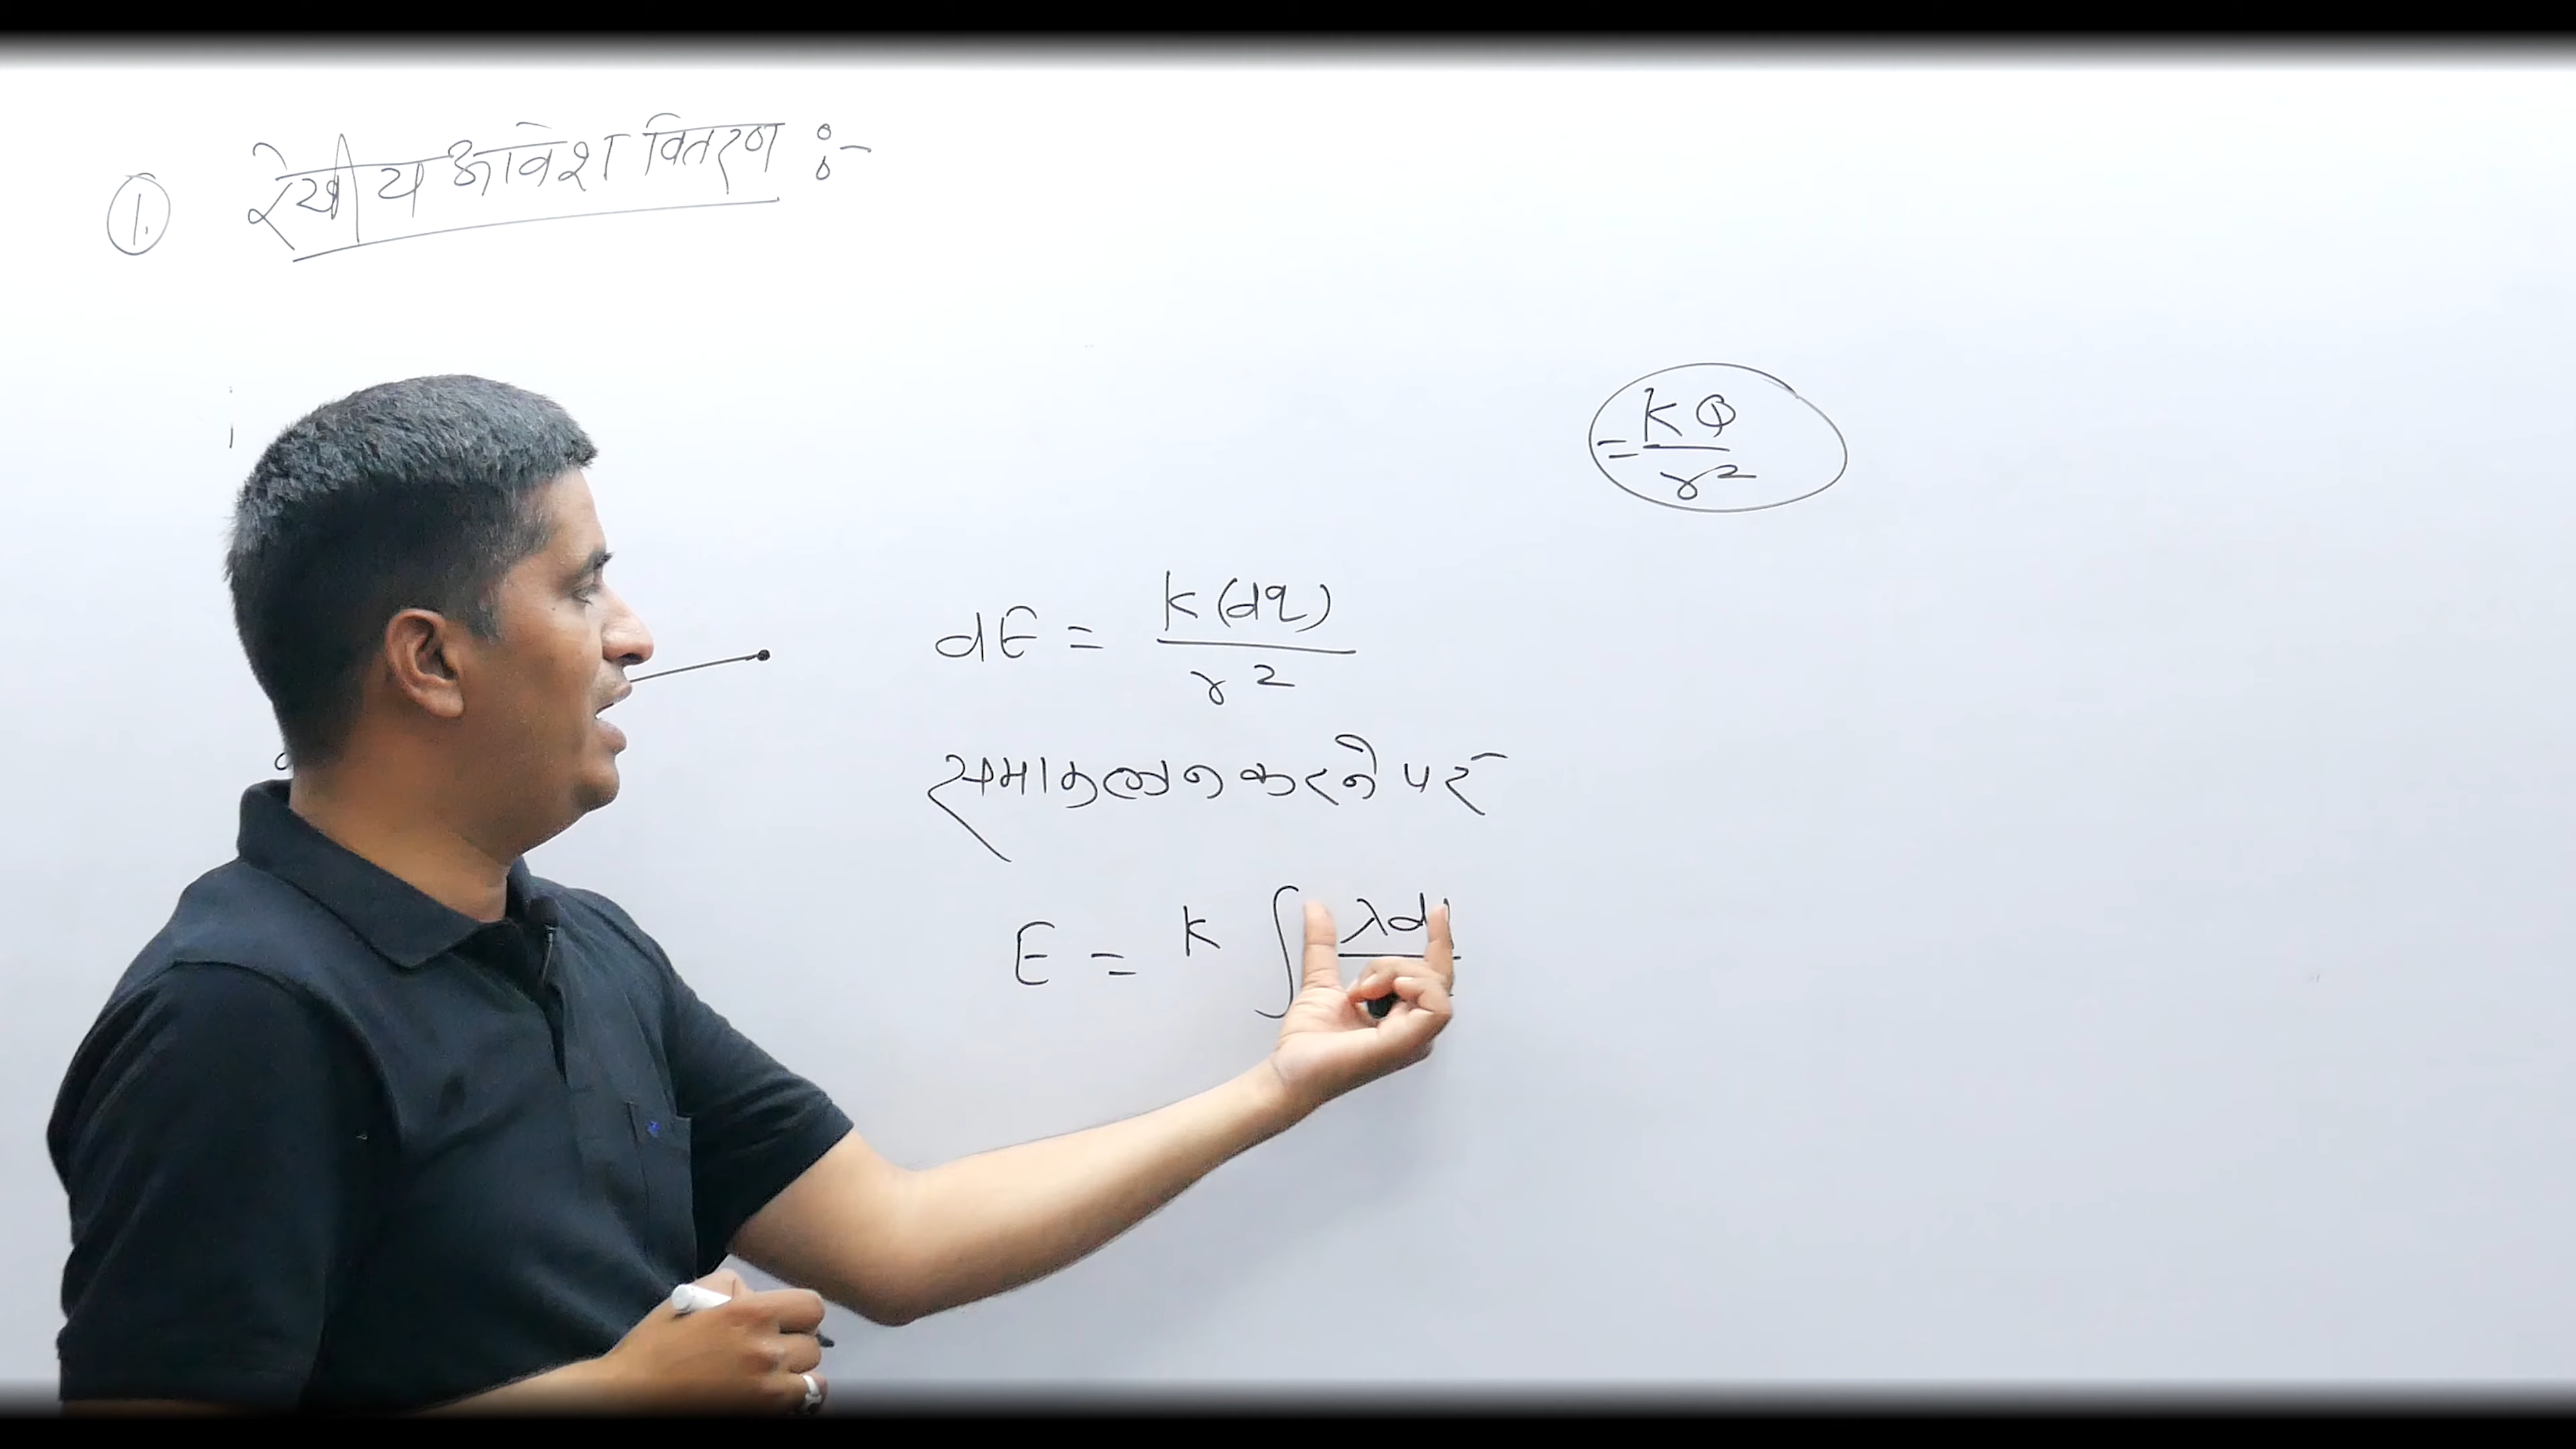 1. रेखीय आवेश वितरण :-
= kQ / r²
dE = k(dq) / r²
समाकलन करने पर
E = k ∫ λdl